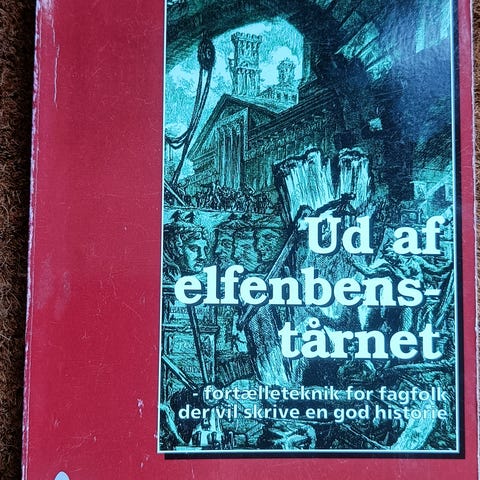 Ud af
elfenbens-
tårnet
- fortælleteknik for fagfolk
der vil skrive en god historie